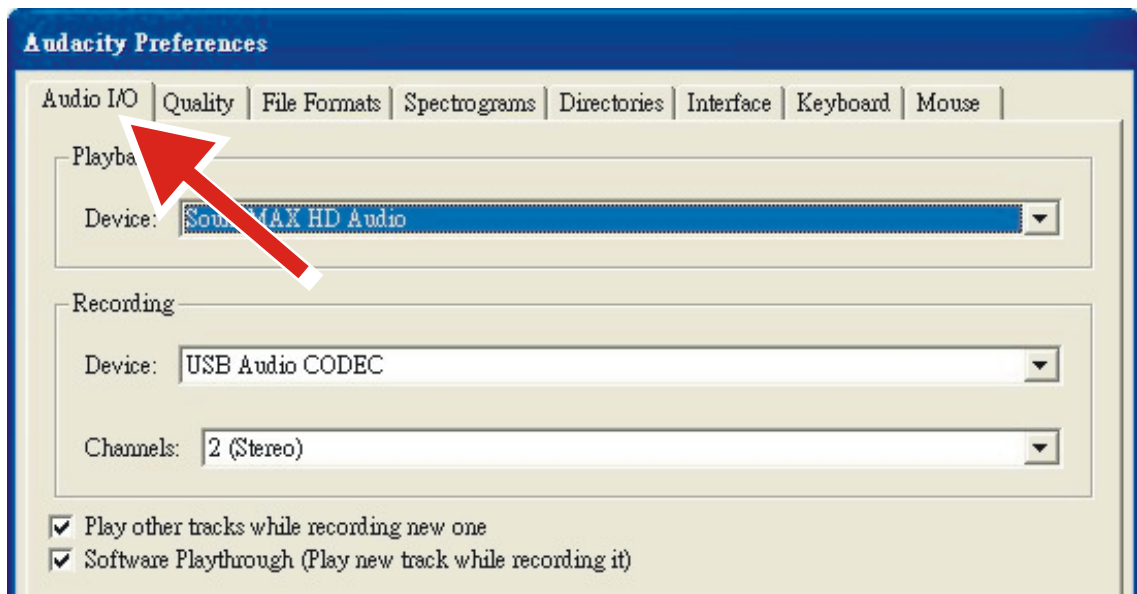 Audacity Preferences
Audio I/O Quality File Formats Spectrograms Directories Interface Keyboard Mouse
Device: MAX HD Audio
Recording
Device: USB Audio CODEC
Channels: 2 (Stereo)
Play other tracks while recording new one
Software Playthrough (Play new track while recording it)